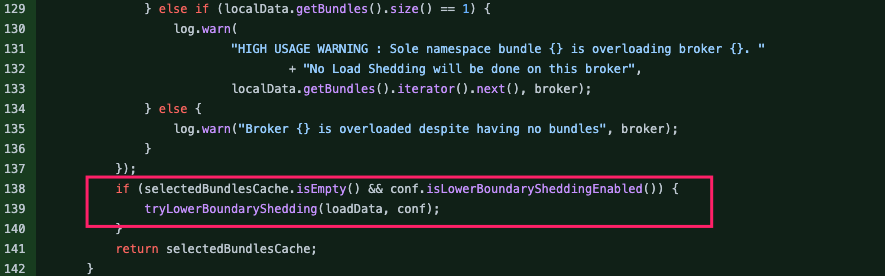 129 } else if (localData.getBundles().size() == 1) {
130 log.warn(
131 "HIGH USAGE WARNING : Sole namespace bundle {} is overloading broker {}. "
132 + "No Load Shedding will be done on this broker",
133 localData.getBundles().iterator().next(), broker);
134 } else {
135 log.warn("Broker {} is overloaded despite having no bundles", broker);
136 }
137 });
138 if (selectedBundlesCache.isEmpty() && conf.isLowerBoundarySheddingEnabled()) {
139 tryLowerBoundaryShedding(loadData, conf);
140 }
141 return selectedBundlesCache;
142 }